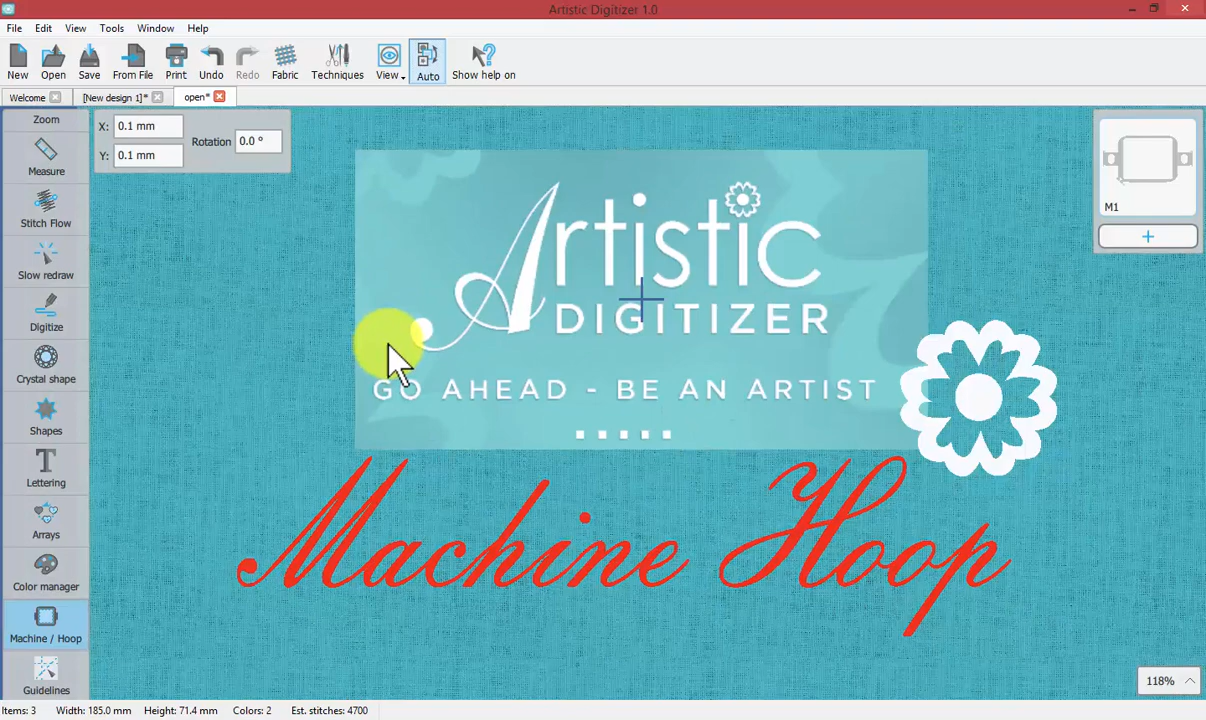 Artistic Digitizer 1.0
File Edit View Tools Window Help
New Open Save From File Print Undo Redo Fabric Techniques View Auto Show help on
Welcome [New design 1]* open*
Zoom
Measure
Stitch Flow
Slow redraw
Digitize
Crystal shape
Shapes
Lettering
Arrays
Color manager
Machine / Hoop
Guidelines
X: 0.1 mm
Y: 0.1 mm
Rotation 0.0 °
Artistic
DIGITIZER
GO AHEAD - BE AN ARTIST
Machine Hoop
M1
118%
Items: 3 Width: 185.0 mm Height: 71.4 mm Colors: 2 Est. stitches: 4700